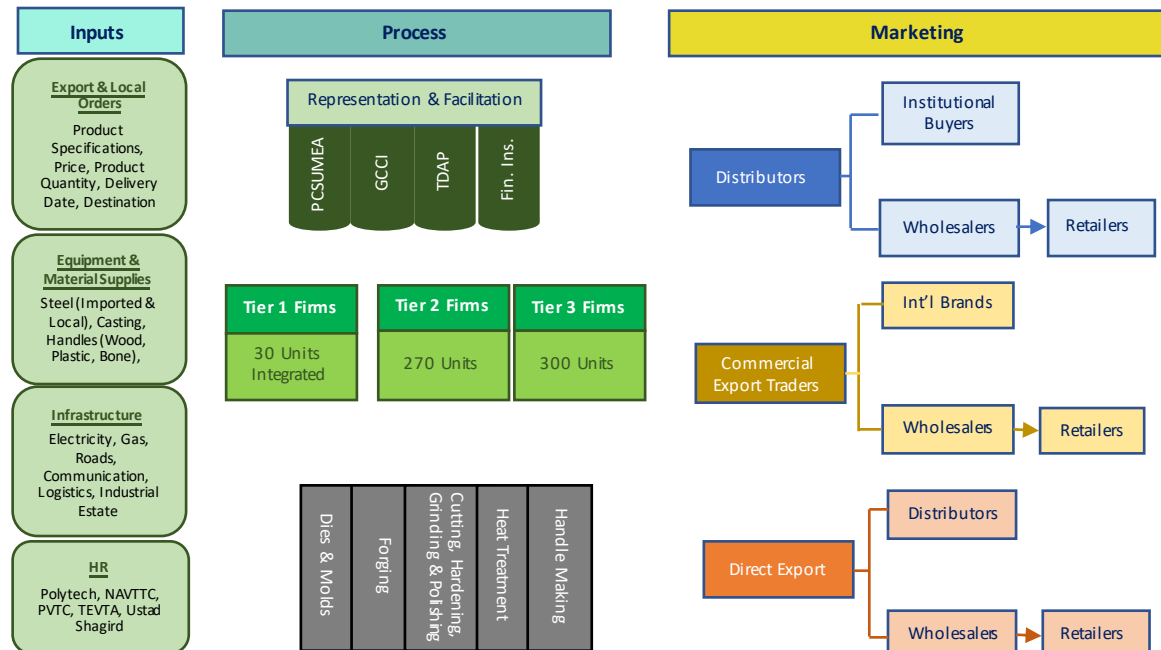 Inputs
Export & Local
Orders
Product
Specifications,
Price, Product
Quantity, Delivery
Date, Destination
Equipment &
Material Supplies
Steel (Imported &
Local), Casting,
Handles (Wood,
Plastic, Bone),
Infrastructure
Electricity, Gas,
Roads,
Communication,
Logistics, Industrial
Estate
HR
Polytech, NAVTTC,
PVTC, TEVTA, Ustad
Shagird
Process
Representation & Facilitation
PCSUMEA
GCCI
TDAP
Fin. Ins.
Tier 1 Firms
30 Units
Integrated
Tier 2 Firms
270 Units
Tier 3 Firms
300 Units
Dies & Molds
Forging
Cutting, Hardening,
Grinding & Polishing
Heat Treatment
Handle Making
Marketing
Distributors
Institutional
Buyers
Wholesalers
Retailers
Commercial
Export Traders
Int'l Brands
Wholesalers
Retailers
Direct Export
Distributors
Wholesalers
Retailers